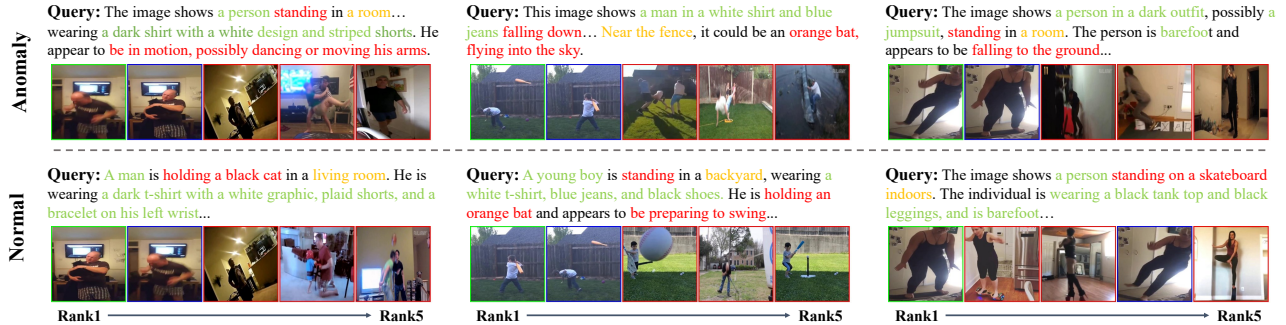 Anomaly
Query: The image shows a person standing in a room…
wearing a dark shirt with a white design and striped shorts. He
appear to be in motion, possibly dancing or moving his arms.
Query: This image shows a man in a white shirt and blue
jeans falling down… Near the fence, it could be an orange bat,
flying into the sky.
Query: The image shows a person in a dark outfit, possibly a
jumpsuit, standing in a room. The person is barefoot and
appears to be falling to the ground...
Normal
Query: A man is holding a black cat in a living room. He is
wearing a dark t-shirt with a white graphic, plaid shorts, and a
bracelet on his left wrist...
Query: A young boy is standing in a backyard, wearing a
white t-shirt, blue jeans, and black shoes. He is holding an
orange bat and appears to be preparing to swing...
Query: The image shows a person standing on a skateboard
indoors. The individual is wearing a black tank top and black
leggings, and is barefoot…
Rank1 Rank5
Rank1 Rank5
Rank1 Rank5